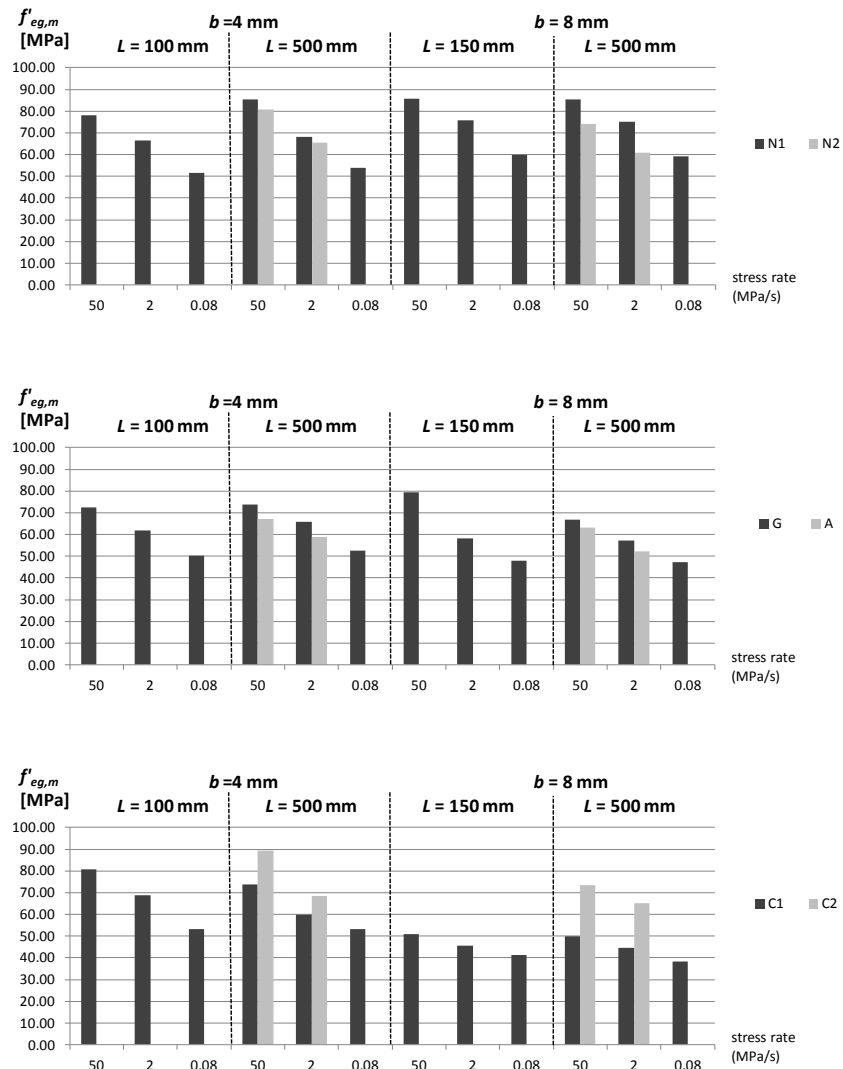 f'eg,m
[MPa]
b =4 mm
b = 8 mm
L = 100 mm
L = 500 mm
L = 150 mm
L = 500 mm
100.00
90.00
80.00
70.00
60.00
50.00
40.00
30.00
20.00
10.00
0.00
50 2 0.08 50 2 0.08 50 2 0.08 50 2 0.08
N1 N2
stress rate
(MPa/s)
f'eg,m
[MPa]
b =4 mm
b = 8 mm
L = 100 mm
L = 500 mm
L = 150 mm
L = 500 mm
100.00
90.00
80.00
70.00
60.00
50.00
40.00
30.00
20.00
10.00
0.00
50 2 0.08 50 2 0.08 50 2 0.08 50 2 0.08
G A
stress rate
(MPa/s)
f'eg,m
[MPa]
b =4 mm
b = 8 mm
L = 100 mm
L = 500 mm
L = 150 mm
L = 500 mm
100.00
90.00
80.00
70.00
60.00
50.00
40.00
30.00
20.00
10.00
0.00
50 2 0.08 50 2 0.08 50 2 0.08 50 2 0.08
C1 C2
stress rate
(MPa/s)